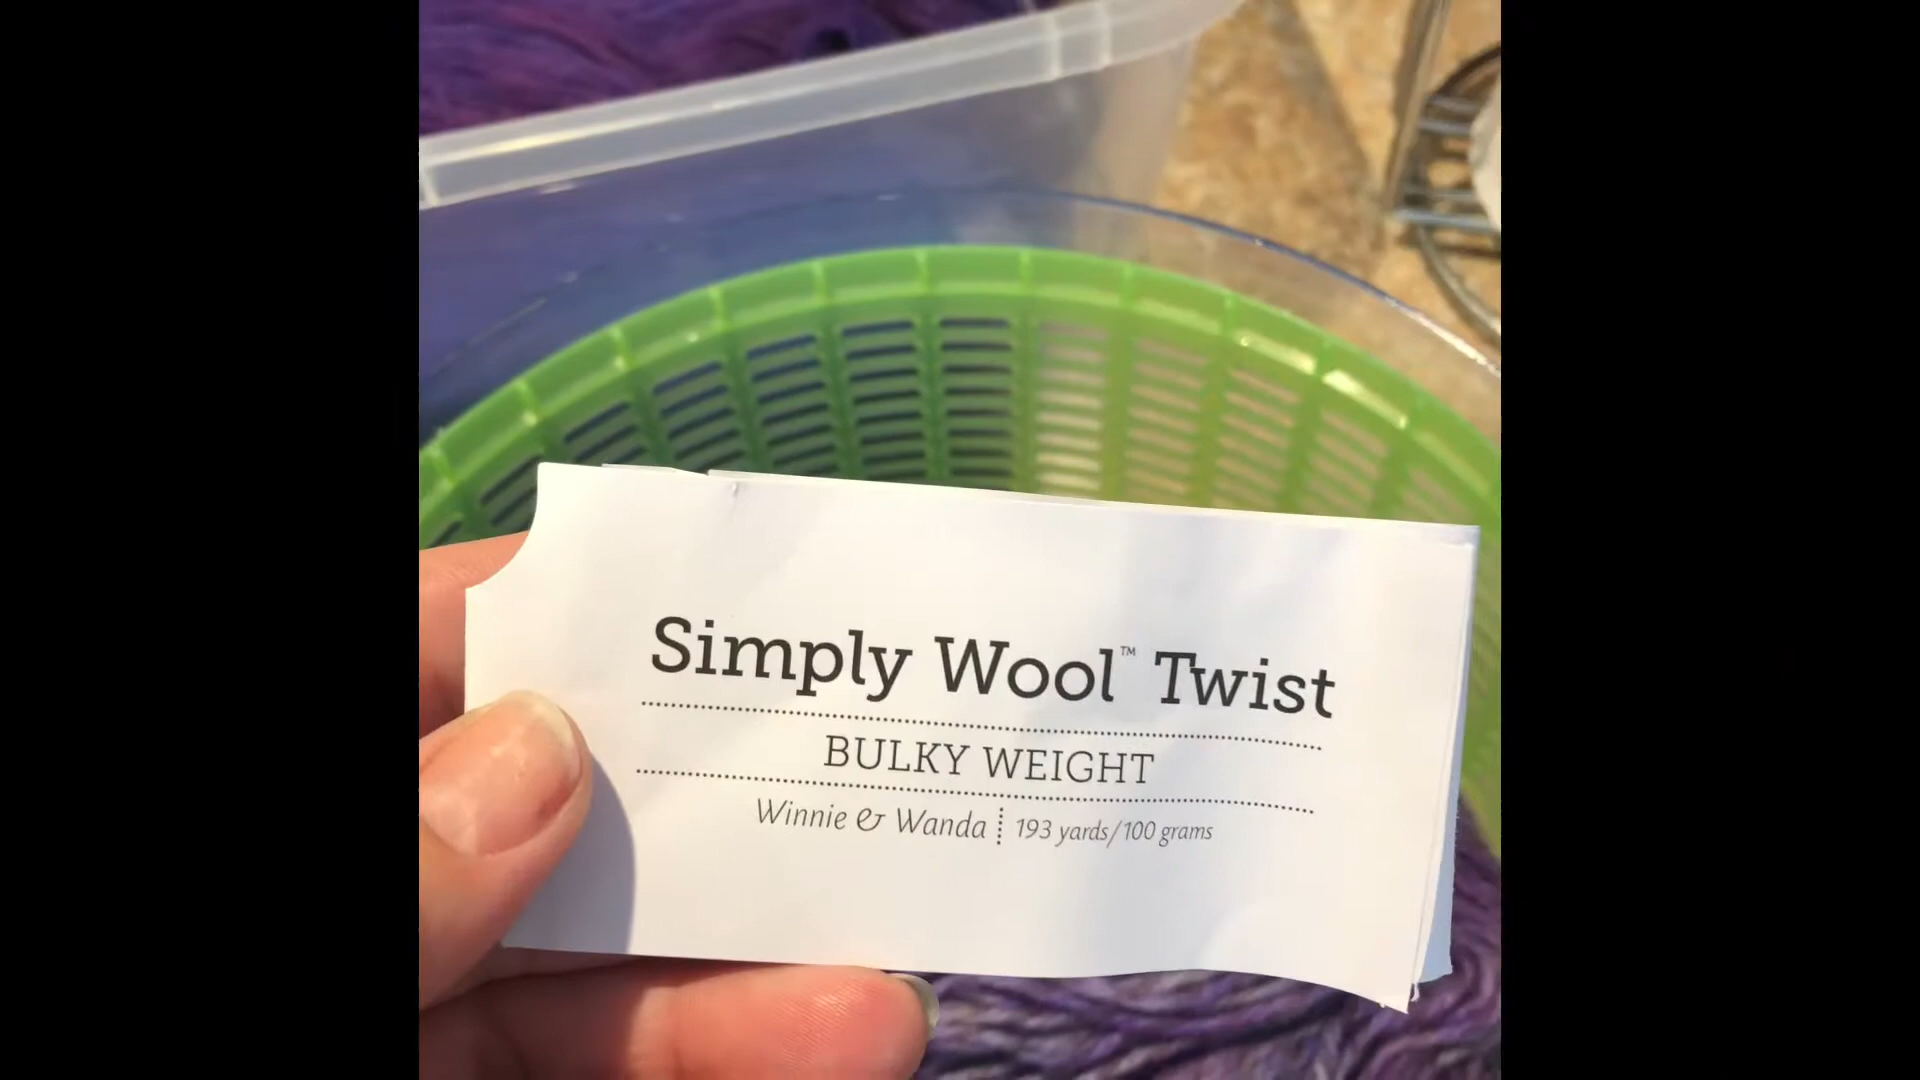 Simply Wool™ Twist
BULKY WEIGHT
Winnie & Wanda 193 yards/100 grams